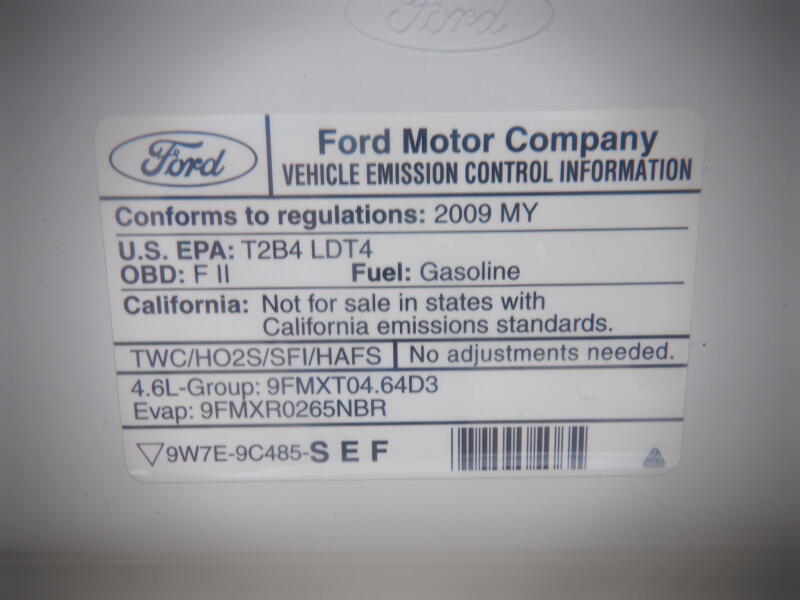 Ford
Ford
Ford Motor Company
VEHICLE EMISSION CONTROL INFORMATION
Conforms to regulations: 2009 MY
U.S. EPA: T2B4 LDT4
OBD: F II Fuel: Gasoline
California: Not for sale in states with
California emissions standards.
TWC/HO2S/SFI/HAFS No adjustments needed.
4.6L-Group: 9FMXT04.64D3
Evap: 9FMXR0265NBR
▽9W7E-9C485-SEF